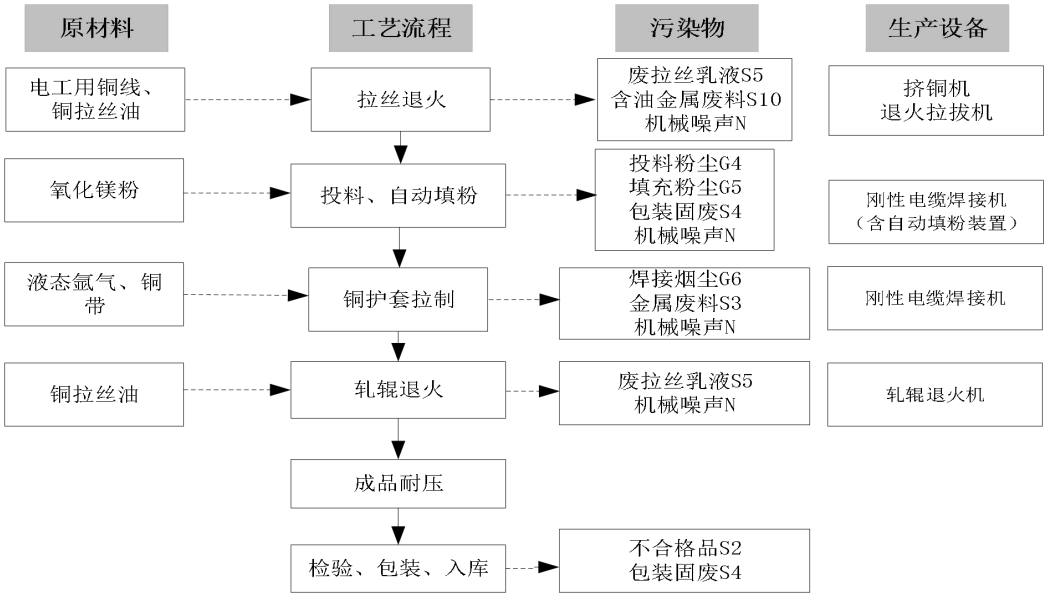 原材料
工艺流程
污染物
生产设备
电工用铜线、
铜拉丝油
拉丝退火
废拉丝乳液S5
含油金属废料S10
机械噪声N
挤铜机
退火拉拔机
氧化镁粉
投料、自动填粉
投料粉尘G4
填充粉尘G5
包装固废S4
机械噪声N
刚性电缆焊接机
（含自动填粉装置）
液态氩气、铜
带
铜护套拉制
焊接烟尘G6
金属废料S3
机械噪声N
刚性电缆焊接机
铜拉丝油
轧辊退火
废拉丝乳液S5
机械噪声N
轧辊退火机
成品耐压
检验、包装、入库
不合格品S2
包装固废S4